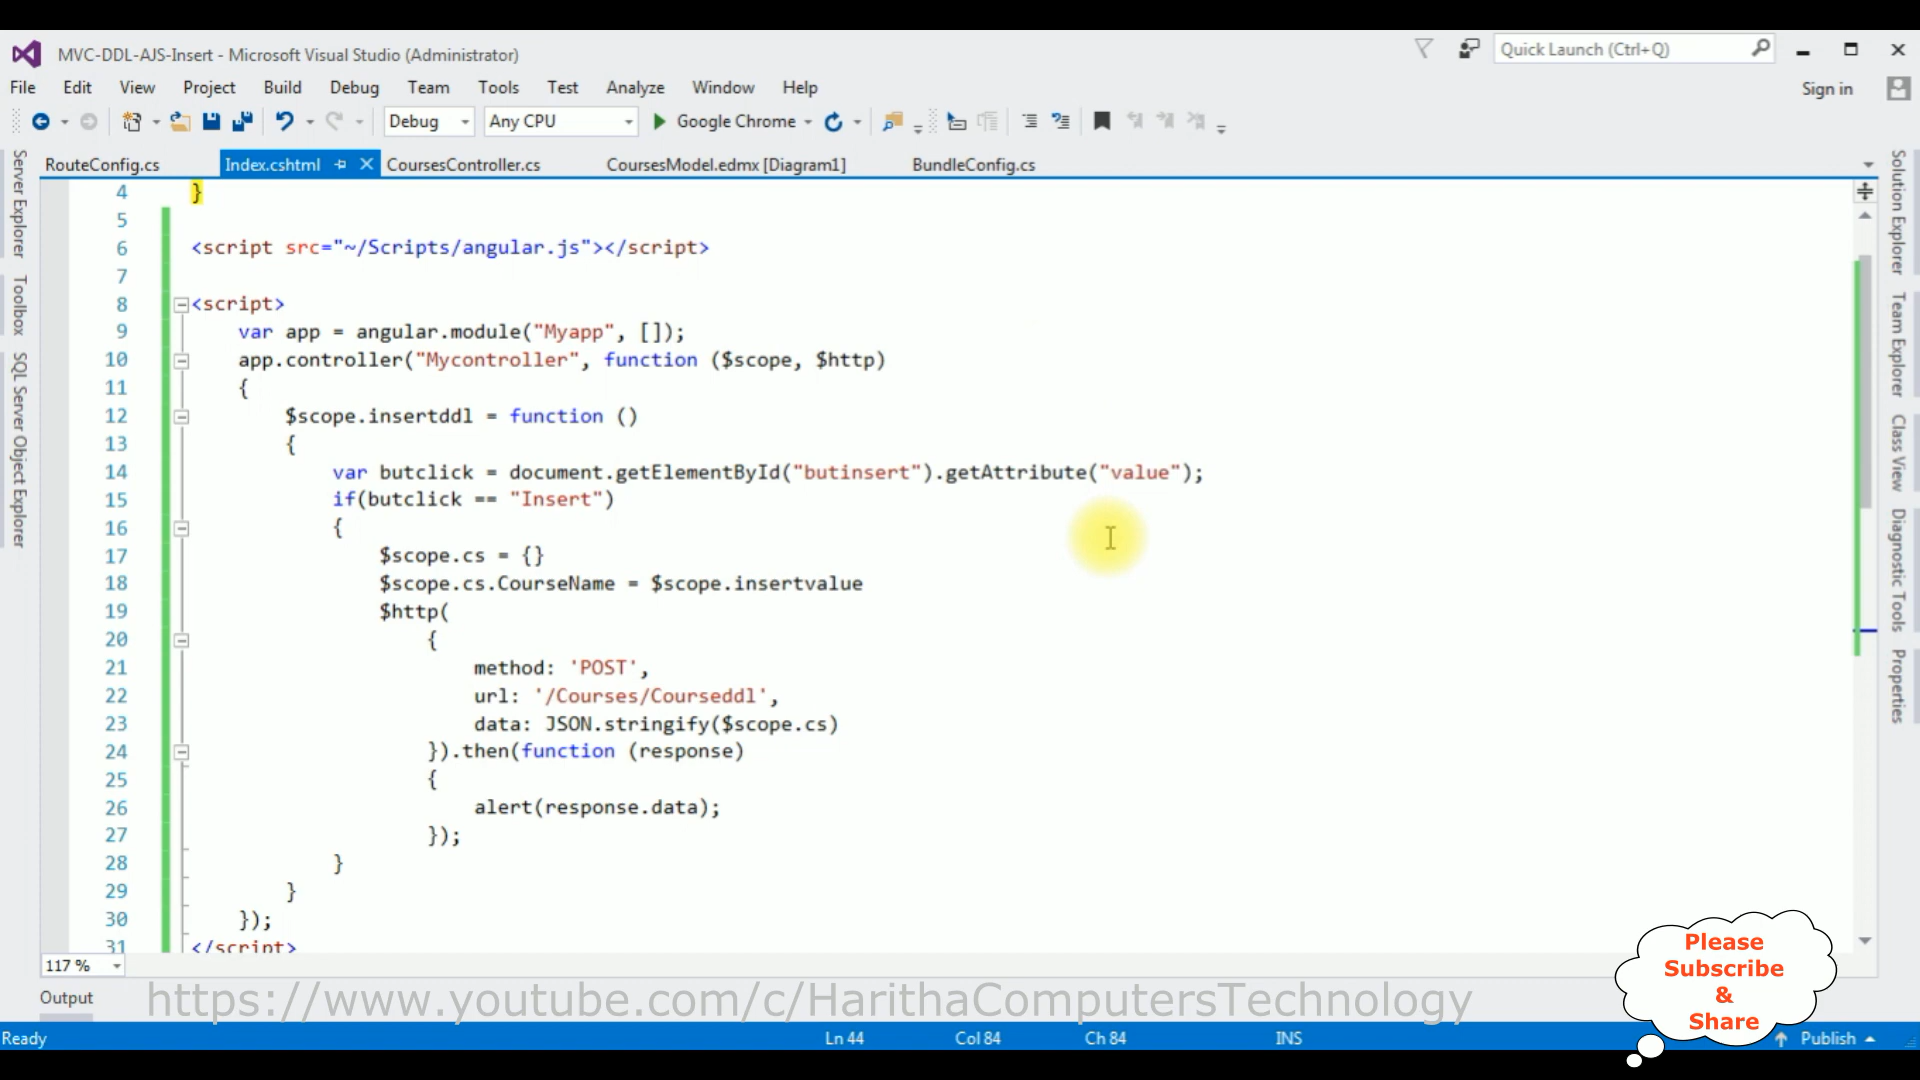 MVC-DDL-AJS-Insert - Microsoft Visual Studio (Administrator)
Quick Launch (Ctrl+Q)
File Edit View Project Build Debug Team Tools Test Analyze Window Help
Sign in
Debug Any CPU Google Chrome
RouteConfig.cs Index.cshtml CoursesController.cs CoursesModel.edmx [Diagram1] BundleConfig.cs
Server Explorer
Toolbox
SQL Server Object Explorer
4 }
5
6 <script src="~/Scripts/angular.js"></script>
7
8 <script>
9 var app = angular.module("Myapp", []);
10 app.controller("Mycontroller", function ($scope, $http)
11 {
12 $scope.insertddl = function ()
13 {
14 var butclick = document.getElementById("butinsert").getAttribute("value");
15 if(butclick == "Insert")
16 {
17 $scope.cs = {}
18 $scope.cs.CourseName = $scope.insertvalue
19 $http(
20 {
21 method: 'POST',
22 url: '/Courses/Courseddl',
23 data: JSON.stringify($scope.cs)
24 }).then(function (response)
25 {
26 alert(response.data);
27 });
28 }
29 }
30 });
31 </script>
Solution Explorer
Team Explorer
Class View
Diagnostic Tools
Properties
117 %
Output
https://www.youtube.com/c/HarithaComputersTechnology
Please
Subscribe
&
Share
Ready Ln 44 Col 84 Ch 84 INS Publish